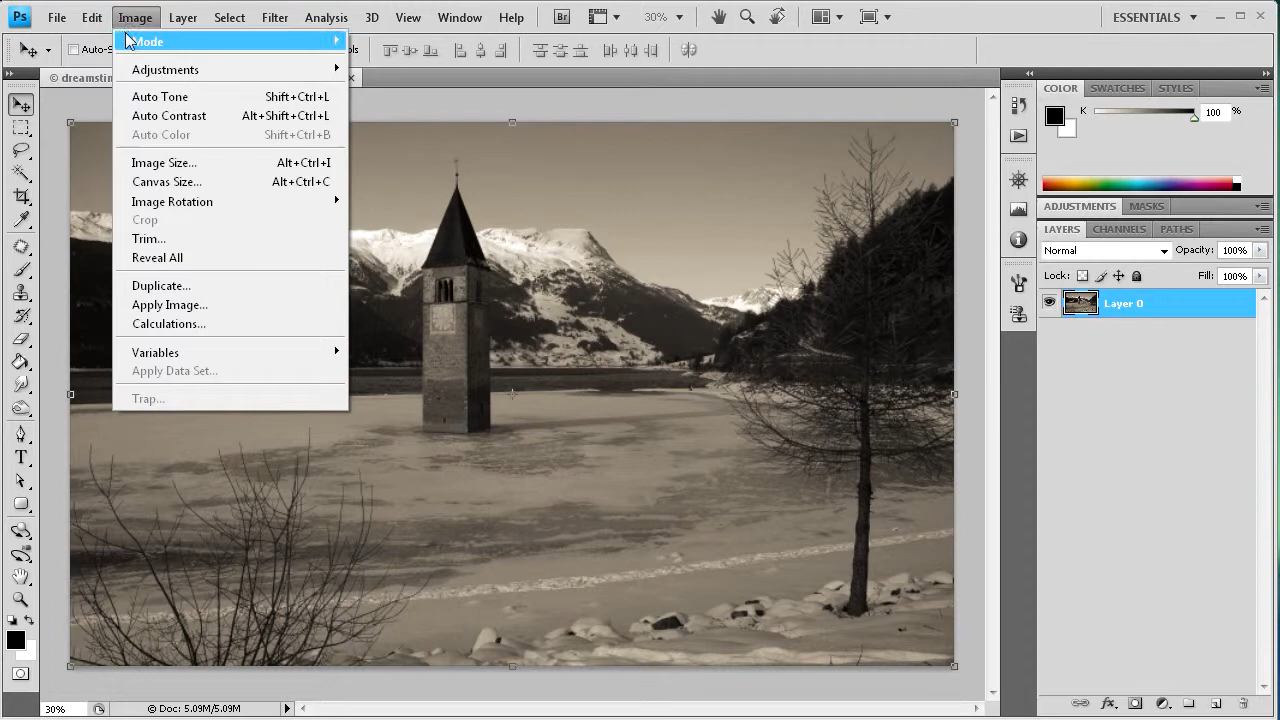 Ps File Edit Image Layer Select Filter Analysis 3D View Window Help Br 30% ESSENTIALS
Mode
Adjustments
Auto Tone Shift+Ctrl+L
Auto Contrast Alt+Shift+Ctrl+L
Auto Color Shift+Ctrl+B
Image Size... Alt+Ctrl+I
Canvas Size... Alt+Ctrl+C
Image Rotation
Crop
Trim...
Reveal All
Duplicate...
Apply Image...
Calculations...
Variables
Apply Data Set...
Trap...
COLOR SWATCHES STYLES
K 100 %
ADJUSTMENTS MASKS
LAYERS CHANNELS PATHS
Normal Opacity: 100%
Lock: Fill: 100%
Layer 0
30% © Doc: 5.09M/5.09M